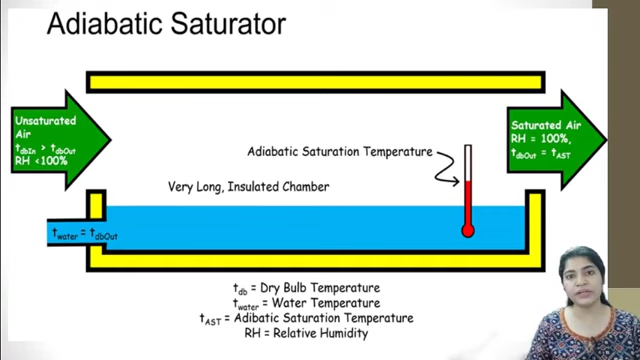 Adiabatic Saturator
Unsaturated
Air
tdbIn > tdbOut
RH <100%
Saturated Air
RH = 100%,
tdbOut = tAST
Adiabatic Saturation Temperature
Very Long, Insulated Chamber
twater = tdbOut
tdb = Dry Bulb Temperature
twater = Water Temperature
tAST = Adibatic Saturation Temperature
RH = Relative Humidity